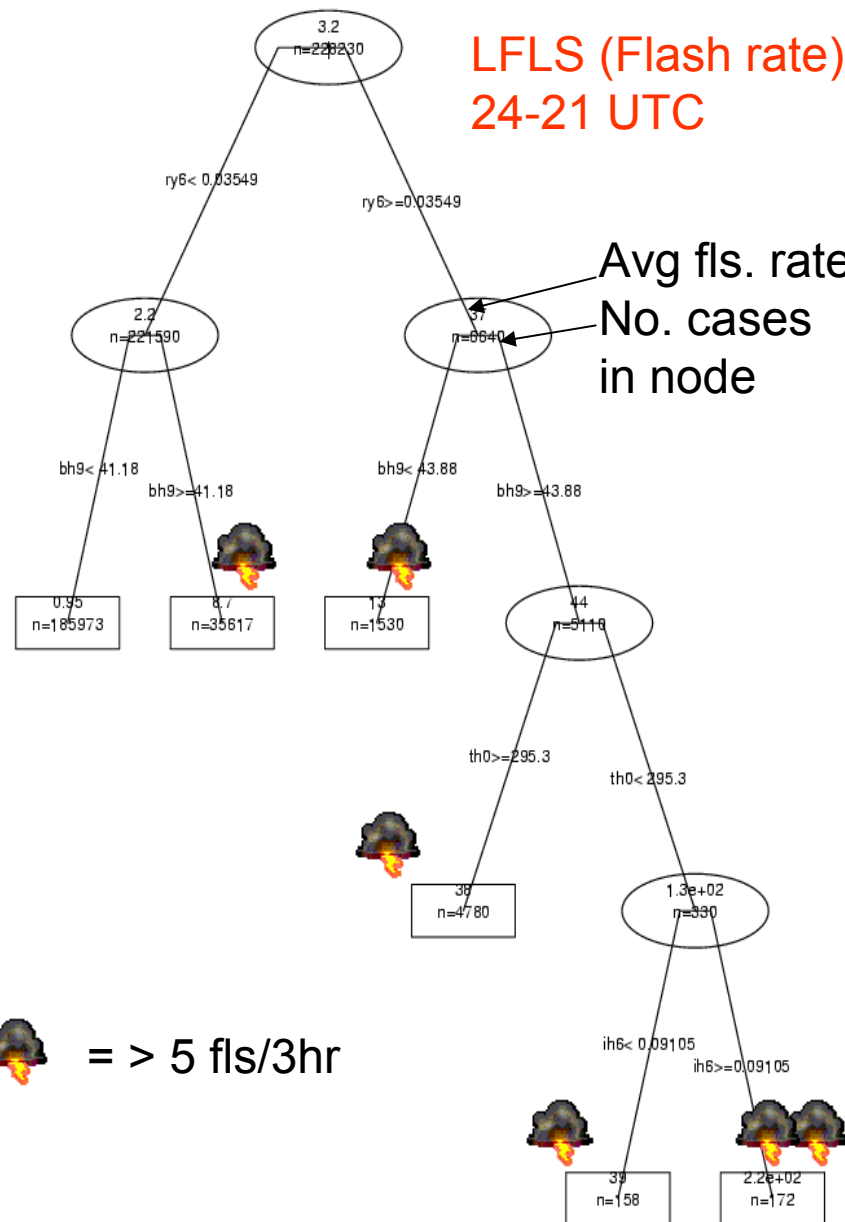 LFLS (Flash rate)
24-21 UTC
3.2
n=228230
ry6< 0.03549
ry6>=0.03549
Avg fls. rate
No. cases
in node
2.2
n=221590
37
n=6640
bh9< 41.18
bh9>=41.18
bh9< 43.88
bh9>=43.88
0.95
n=185973
8.7
n=35617
13
n=1530
44
n=5110
th0>=295.3
th0< 295.3
38
n=4780
1.3e+02
n=330
= > 5 fls/3hr
ih6< 0.09105
ih6>=0.09105
39
n=158
2.2e+02
n=172